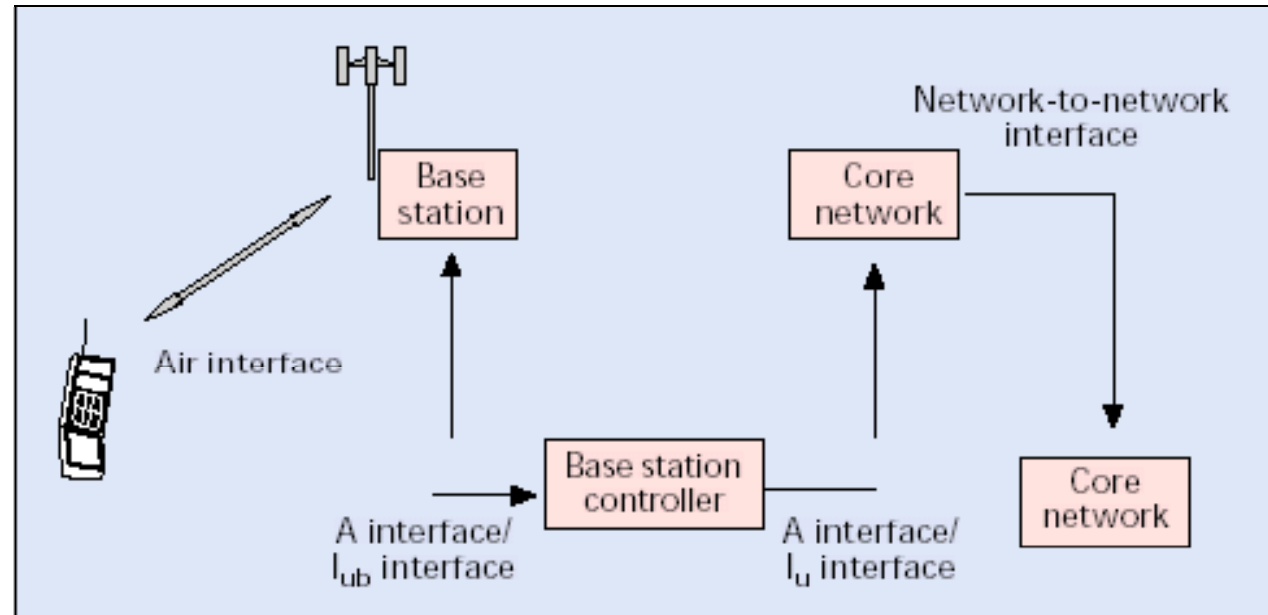 Network-to-network
interface
Base
station
Core
network
Air interface
Base station
controller
Core
network
A interface/
Iub interface
A interface/
Iu interface